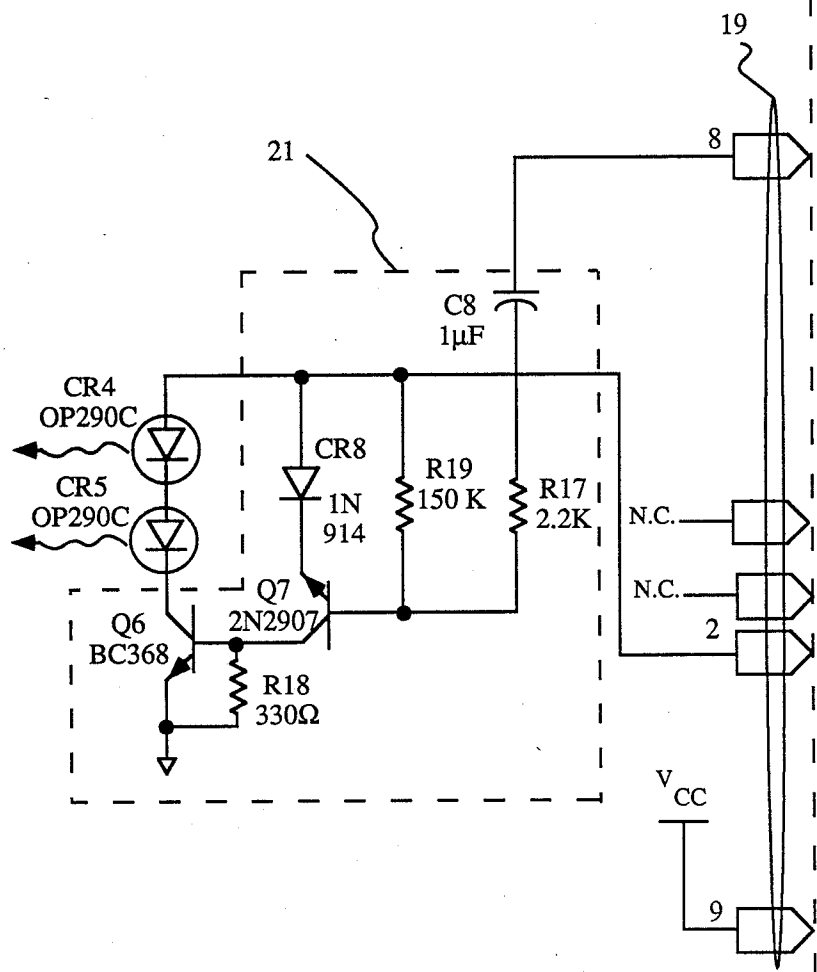 19
8
21
C8
1µF
CR4
OP290C
CR8
1N
914
R19
150 K
R17
2.2K
CR5
OP290C
N.C.
N.C.
Q7
2N2907
Q6
BC368
2
R18
330Ω
V
CC
9